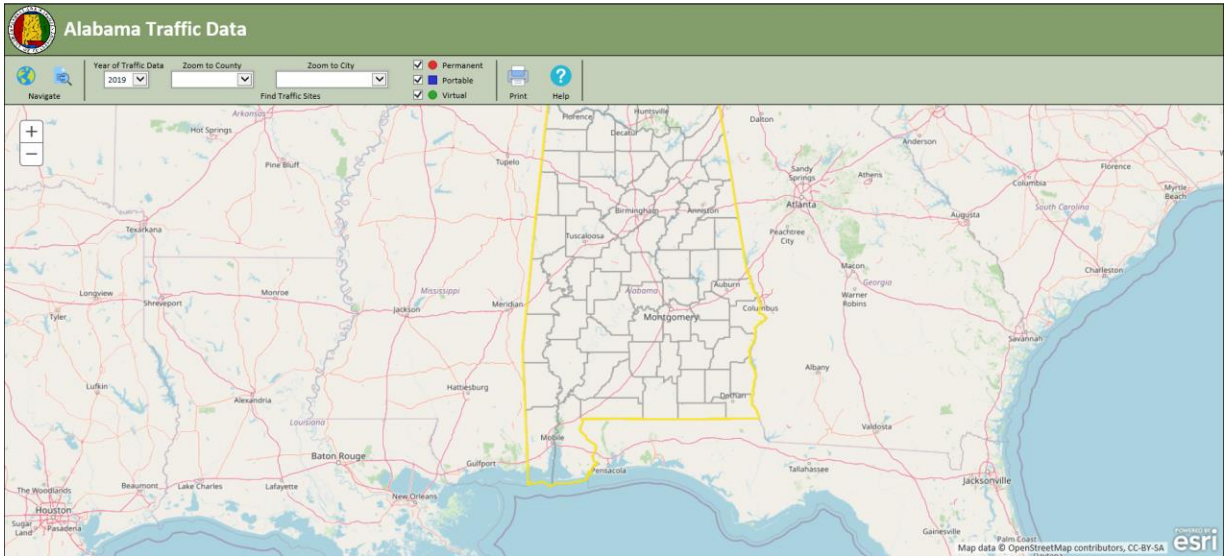 Alabama Traffic Data
Year of Traffic Data Zoom to County Zoom to City Permanent
2019 Portable
Virtual
Navigate Find Traffic Sites Print Help
+
−
Arkansas
Hot Springs
Pine Bluff
Tupelo
Florence
Huntsville
Decatur
Dalton
Anderson
Florence
Columbia
Myrtle Beach
Sandy Springs
Athens
Atlanta
South Carolina
Augusta
Birmingham
Anniston
Texarkana
Tuscaloosa
Peachtree City
Macon
Charleston
Longview
Shreveport
Monroe
Mississippi
Jackson
Meridian
Alabama
Auburn
Georgia
Warner Robins
Tyler
Montgomery
Columbus
Savannah
Albany
Lufkin
Alexandria
Hattiesburg
Dothan
Valdosta
Louisiana
Mobile
Baton Rouge
Gulfport
Pensacola
Tallahassee
Jacksonville
The Woodlands
Beaumont
Lake Charles
Lafayette
New Orleans
Houston
Sugar Land
Pasadena
Gainesville
Palm Coast
Map data © OpenStreetMap contributors, CC-BY-SA
POWERED BY
esri